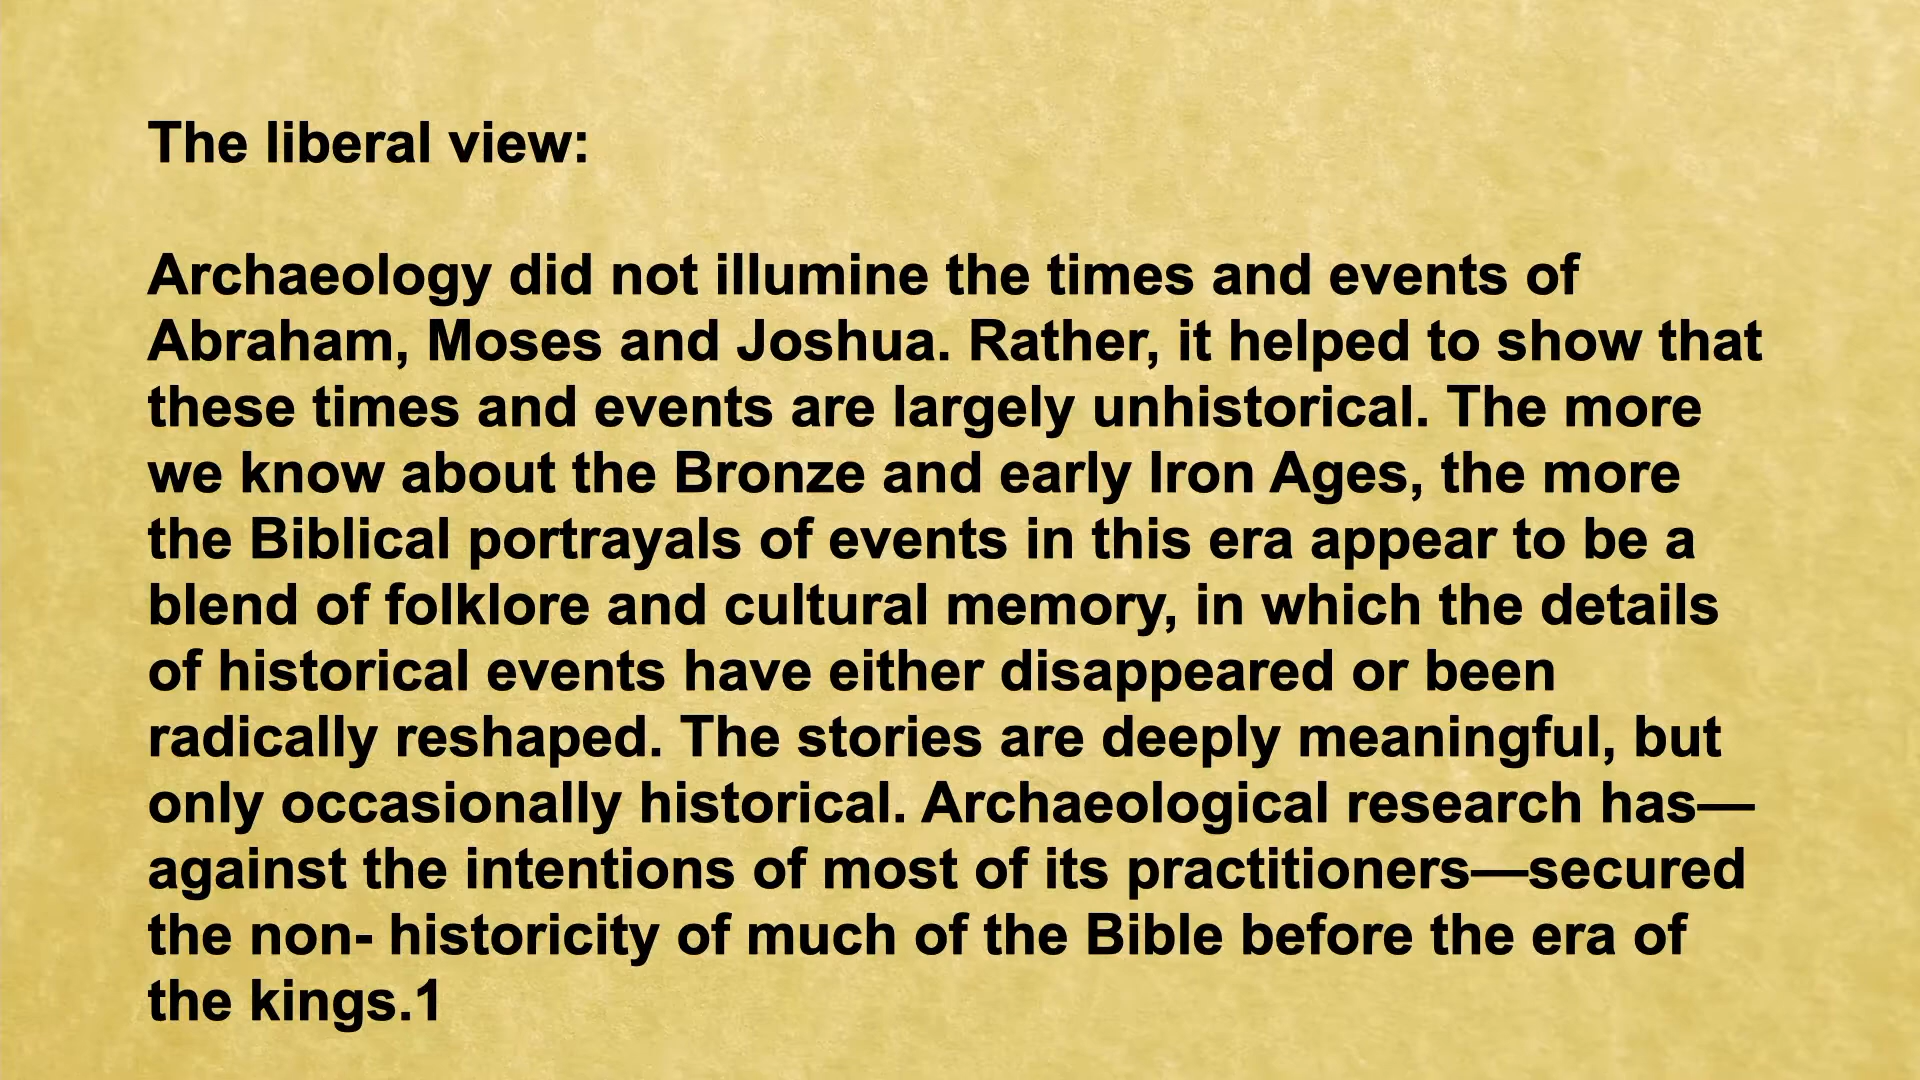 The liberal view:
Archaeology did not illumine the times and events of
Abraham, Moses and Joshua. Rather, it helped to show that
these times and events are largely unhistorical. The more
we know about the Bronze and early Iron Ages, the more
the Biblical portrayals of events in this era appear to be a
blend of folklore and cultural memory, in which the details
of historical events have either disappeared or been
radically reshaped. The stories are deeply meaningful, but
only occasionally historical. Archaeological research has—
against the intentions of most of its practitioners—secured
the non- historicity of much of the Bible before the era of
the kings.1